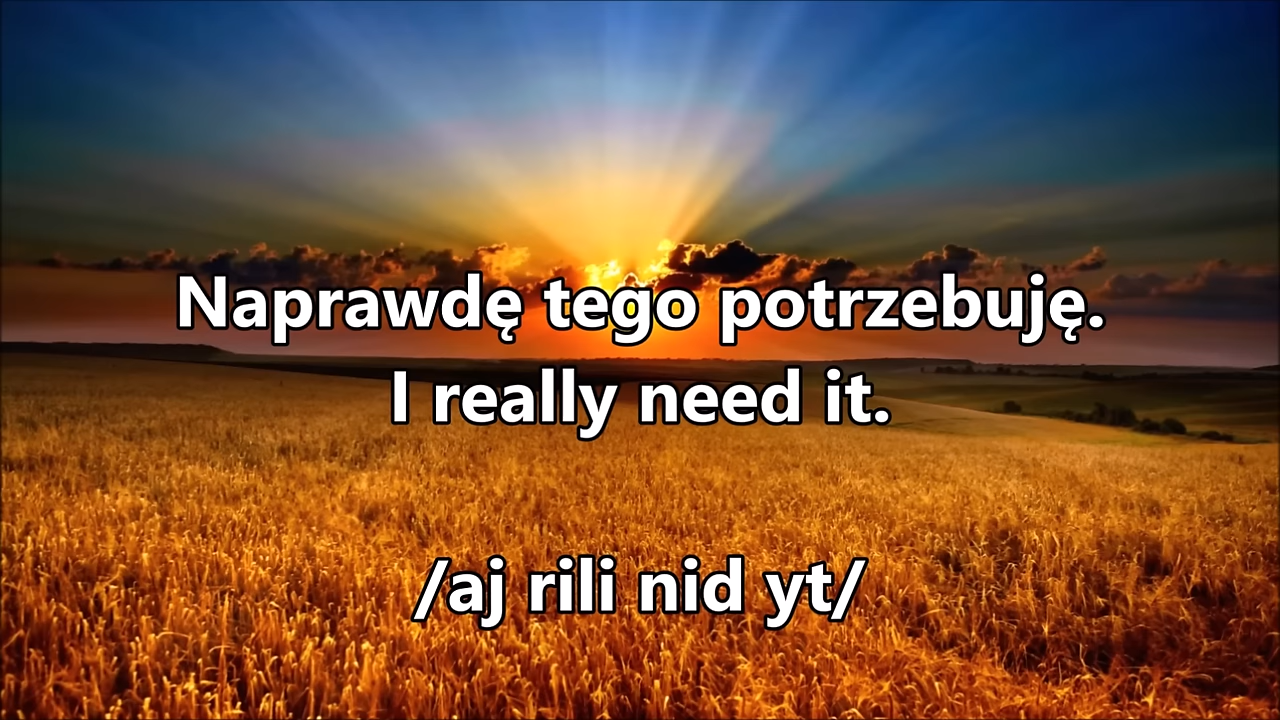 Naprawdę tego potrzebuję.
I really need it.
/aj rili nid yt/